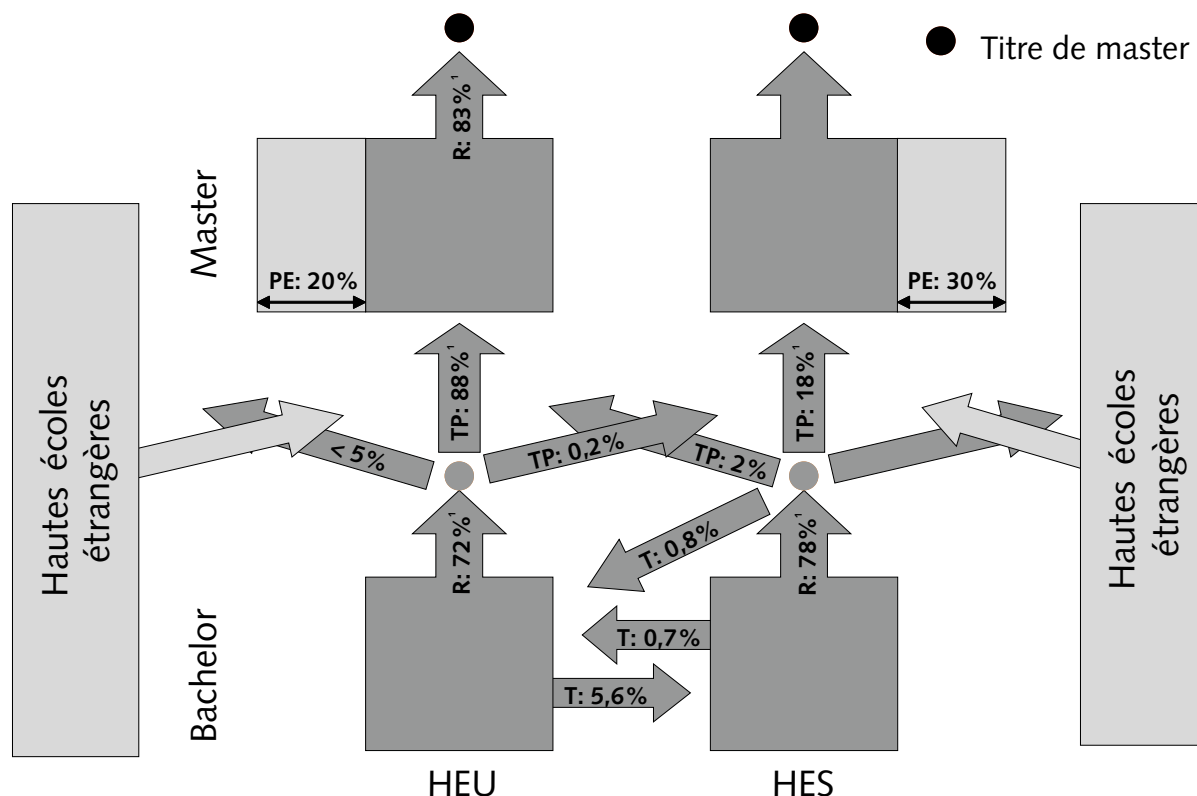 Titre de master
R: 83%¹
Master
PE: 20%
PE: 30%
Hautes écoles
étrangères
TP: 88%¹
TP: 18%¹
Hautes écoles
étrangères
< 5%
TP: 0,2%
TP: 2%
R: 72%¹
T: 0,8%
R: 78%¹
Bachelor
T: 0,7%
T: 5,6%
HEU
HES